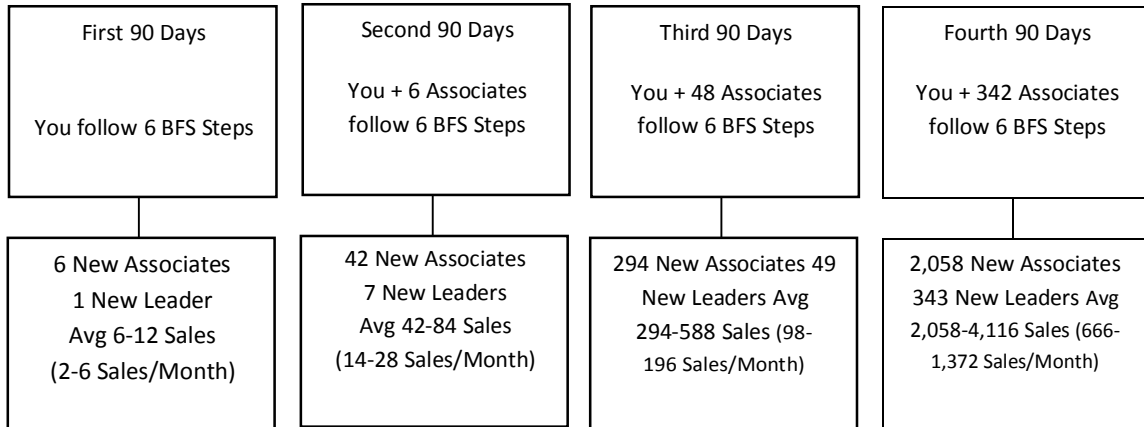 First 90 Days
You follow 6 BFS Steps
Second 90 Days
You + 6 Associates
follow 6 BFS Steps
Third 90 Days
You + 48 Associates
follow 6 BFS Steps
Fourth 90 Days
You + 342 Associates
follow 6 BFS Steps
6 New Associates
1 New Leader
Avg 6-12 Sales
(2-6 Sales/Month)
42 New Associates
7 New Leaders
Avg 42-84 Sales
(14-28 Sales/Month)
294 New Associates 49
New Leaders Avg
294-588 Sales (98-
196 Sales/Month)
2,058 New Associates
343 New Leaders Avg
2,058-4,116 Sales (666-
1,372 Sales/Month)